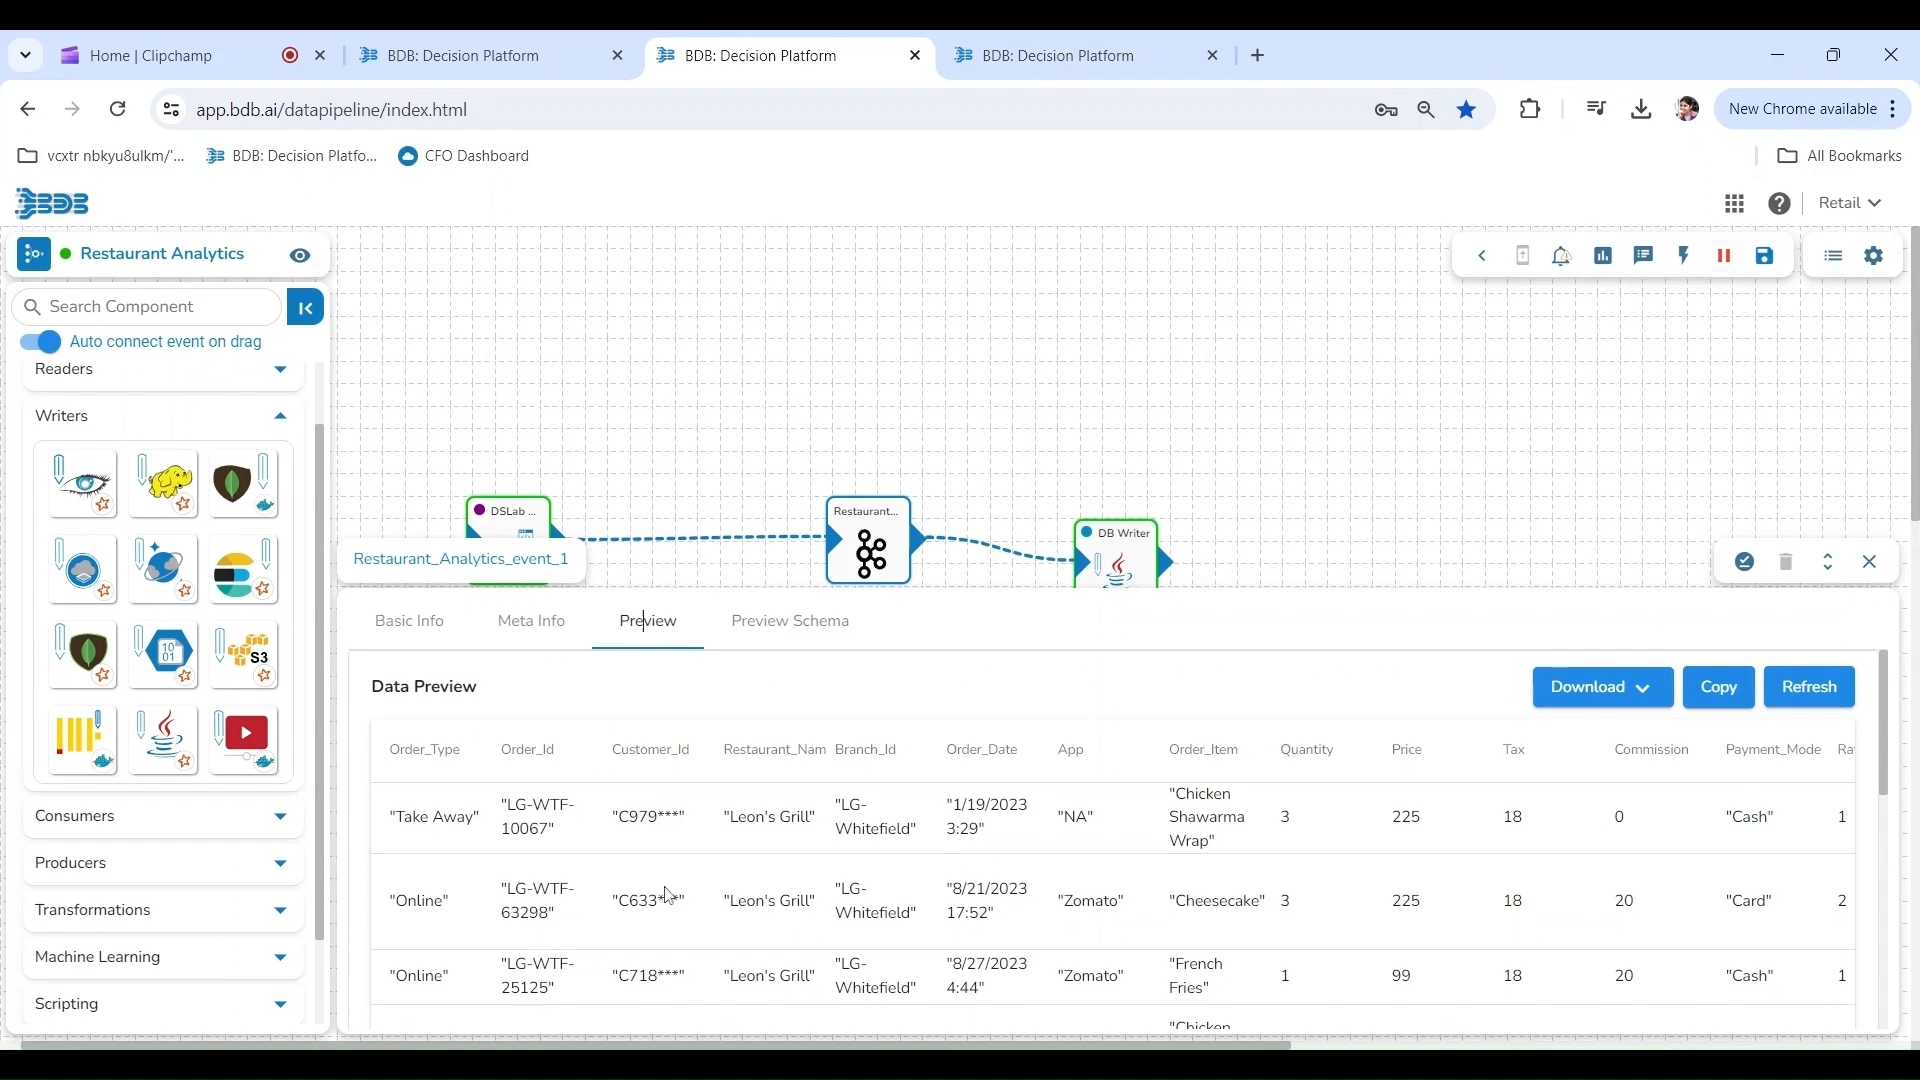 Home | Clipchamp
BDB: Decision Platform
BDB: Decision Platform
BDB: Decision Platform
app.bdb.ai/datapipeline/index.html
New Chrome available
vcxtr nbkyu8ulkm/'...
BDB: Decision Platfo...
CFO Dashboard
All Bookmarks
BDB
Retail
Restaurant Analytics
Search Component
Auto connect event on drag
Readers
Writers
10
01
S3
Consumers
Producers
Transformations
Machine Learning
Scripting
DSLab ...
Restaurant...
DB Writer
Restaurant_Analytics_event_1
Basic Info Meta Info Preview Preview Schema
Data Preview
Download Copy Refresh
Order_Type Order_Id Customer_Id Restaurant_Nam Branch_Id Order_Date App Order_Item Quantity Price Tax Commission Payment_Mode Ra
"Take Away" "LG-WTF-10067" "C979***" "Leon's Grill" "LG-Whitefield" "1/19/2023 3:29" "NA" "Chicken Shawarma Wrap" 3 225 18 0 "Cash" 1
"Online" "LG-WTF-63298" "C633***" "Leon's Grill" "LG-Whitefield" "8/21/2023 17:52" "Zomato" "Cheesecake" 3 225 18 20 "Card" 2
"Online" "LG-WTF-25125" "C718***" "Leon's Grill" "LG-Whitefield" "8/27/2023 4:44" "Zomato" "French Fries" 1 99 18 20 "Cash" 1
"Chicken